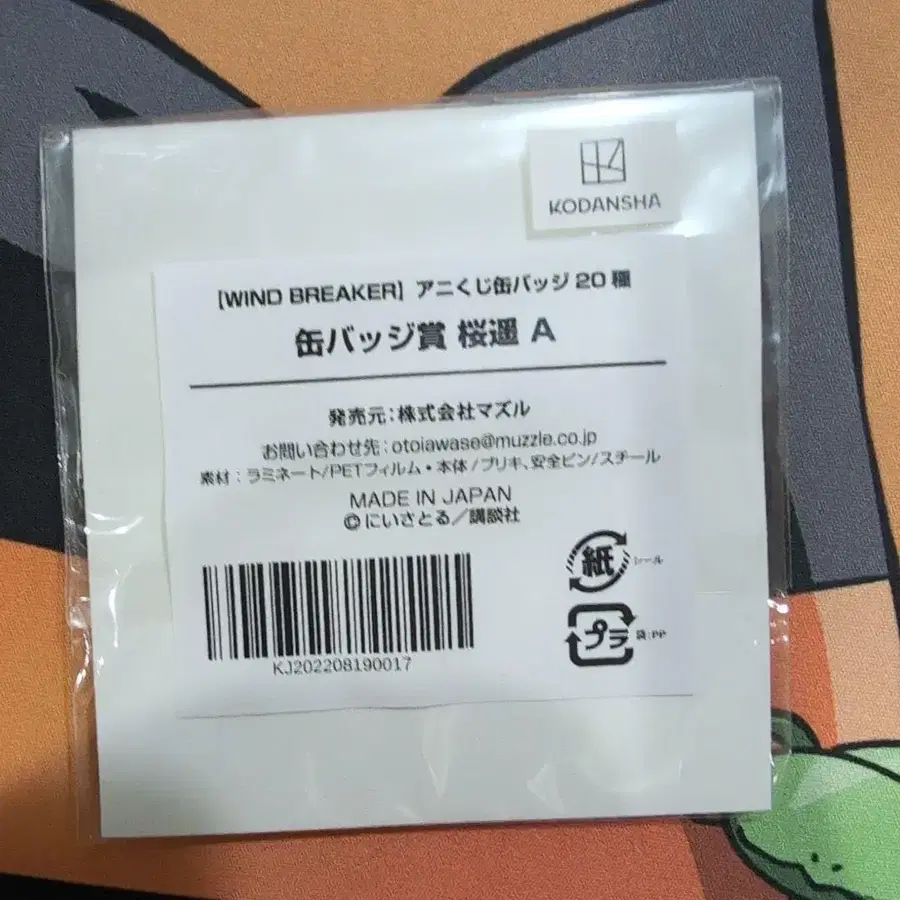 KODANSHA
[WIND BREAKER] アニくじ缶バッジ 20 種
缶バッジ賞 桜遥 A
発売元：株式会社マズル
お問い合わせ先：otoiawase@muzzle.co.jp
素材：ラミネート/PETフィルム・本体/ブリキ、安全ピン/スチール
MADE IN JAPAN
©にいさとる／講談社
紙 シール
プラ 袋:PP
KJ202208190017